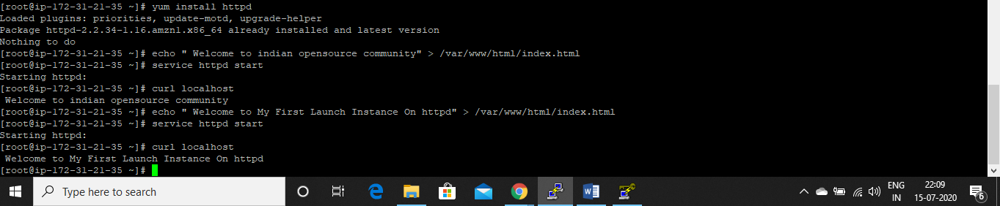 [root@ip-172-31-21-35 ~]# yum install httpd
Loaded plugins: priorities, update-motd, upgrade-helper
Package httpd-2.2.34-1.16.amzn1.x86_64 already installed and latest version
Nothing to do
[root@ip-172-31-21-35 ~]# echo " Welcome to indian opensource community" > /var/www/html/index.html
[root@ip-172-31-21-35 ~]# service httpd start
Starting httpd:
[root@ip-172-31-21-35 ~]# curl localhost
 Welcome to indian opensource community
[root@ip-172-31-21-35 ~]# echo " Welcome to My First Launch Instance On httpd" > /var/www/html/index.html
[root@ip-172-31-21-35 ~]# service httpd start
Starting httpd:
[root@ip-172-31-21-35 ~]# curl localhost
 Welcome to My First Launch Instance On httpd
[root@ip-172-31-21-35 ~]#
Type here to search
ENG
IN
22:09
15-07-2020
6